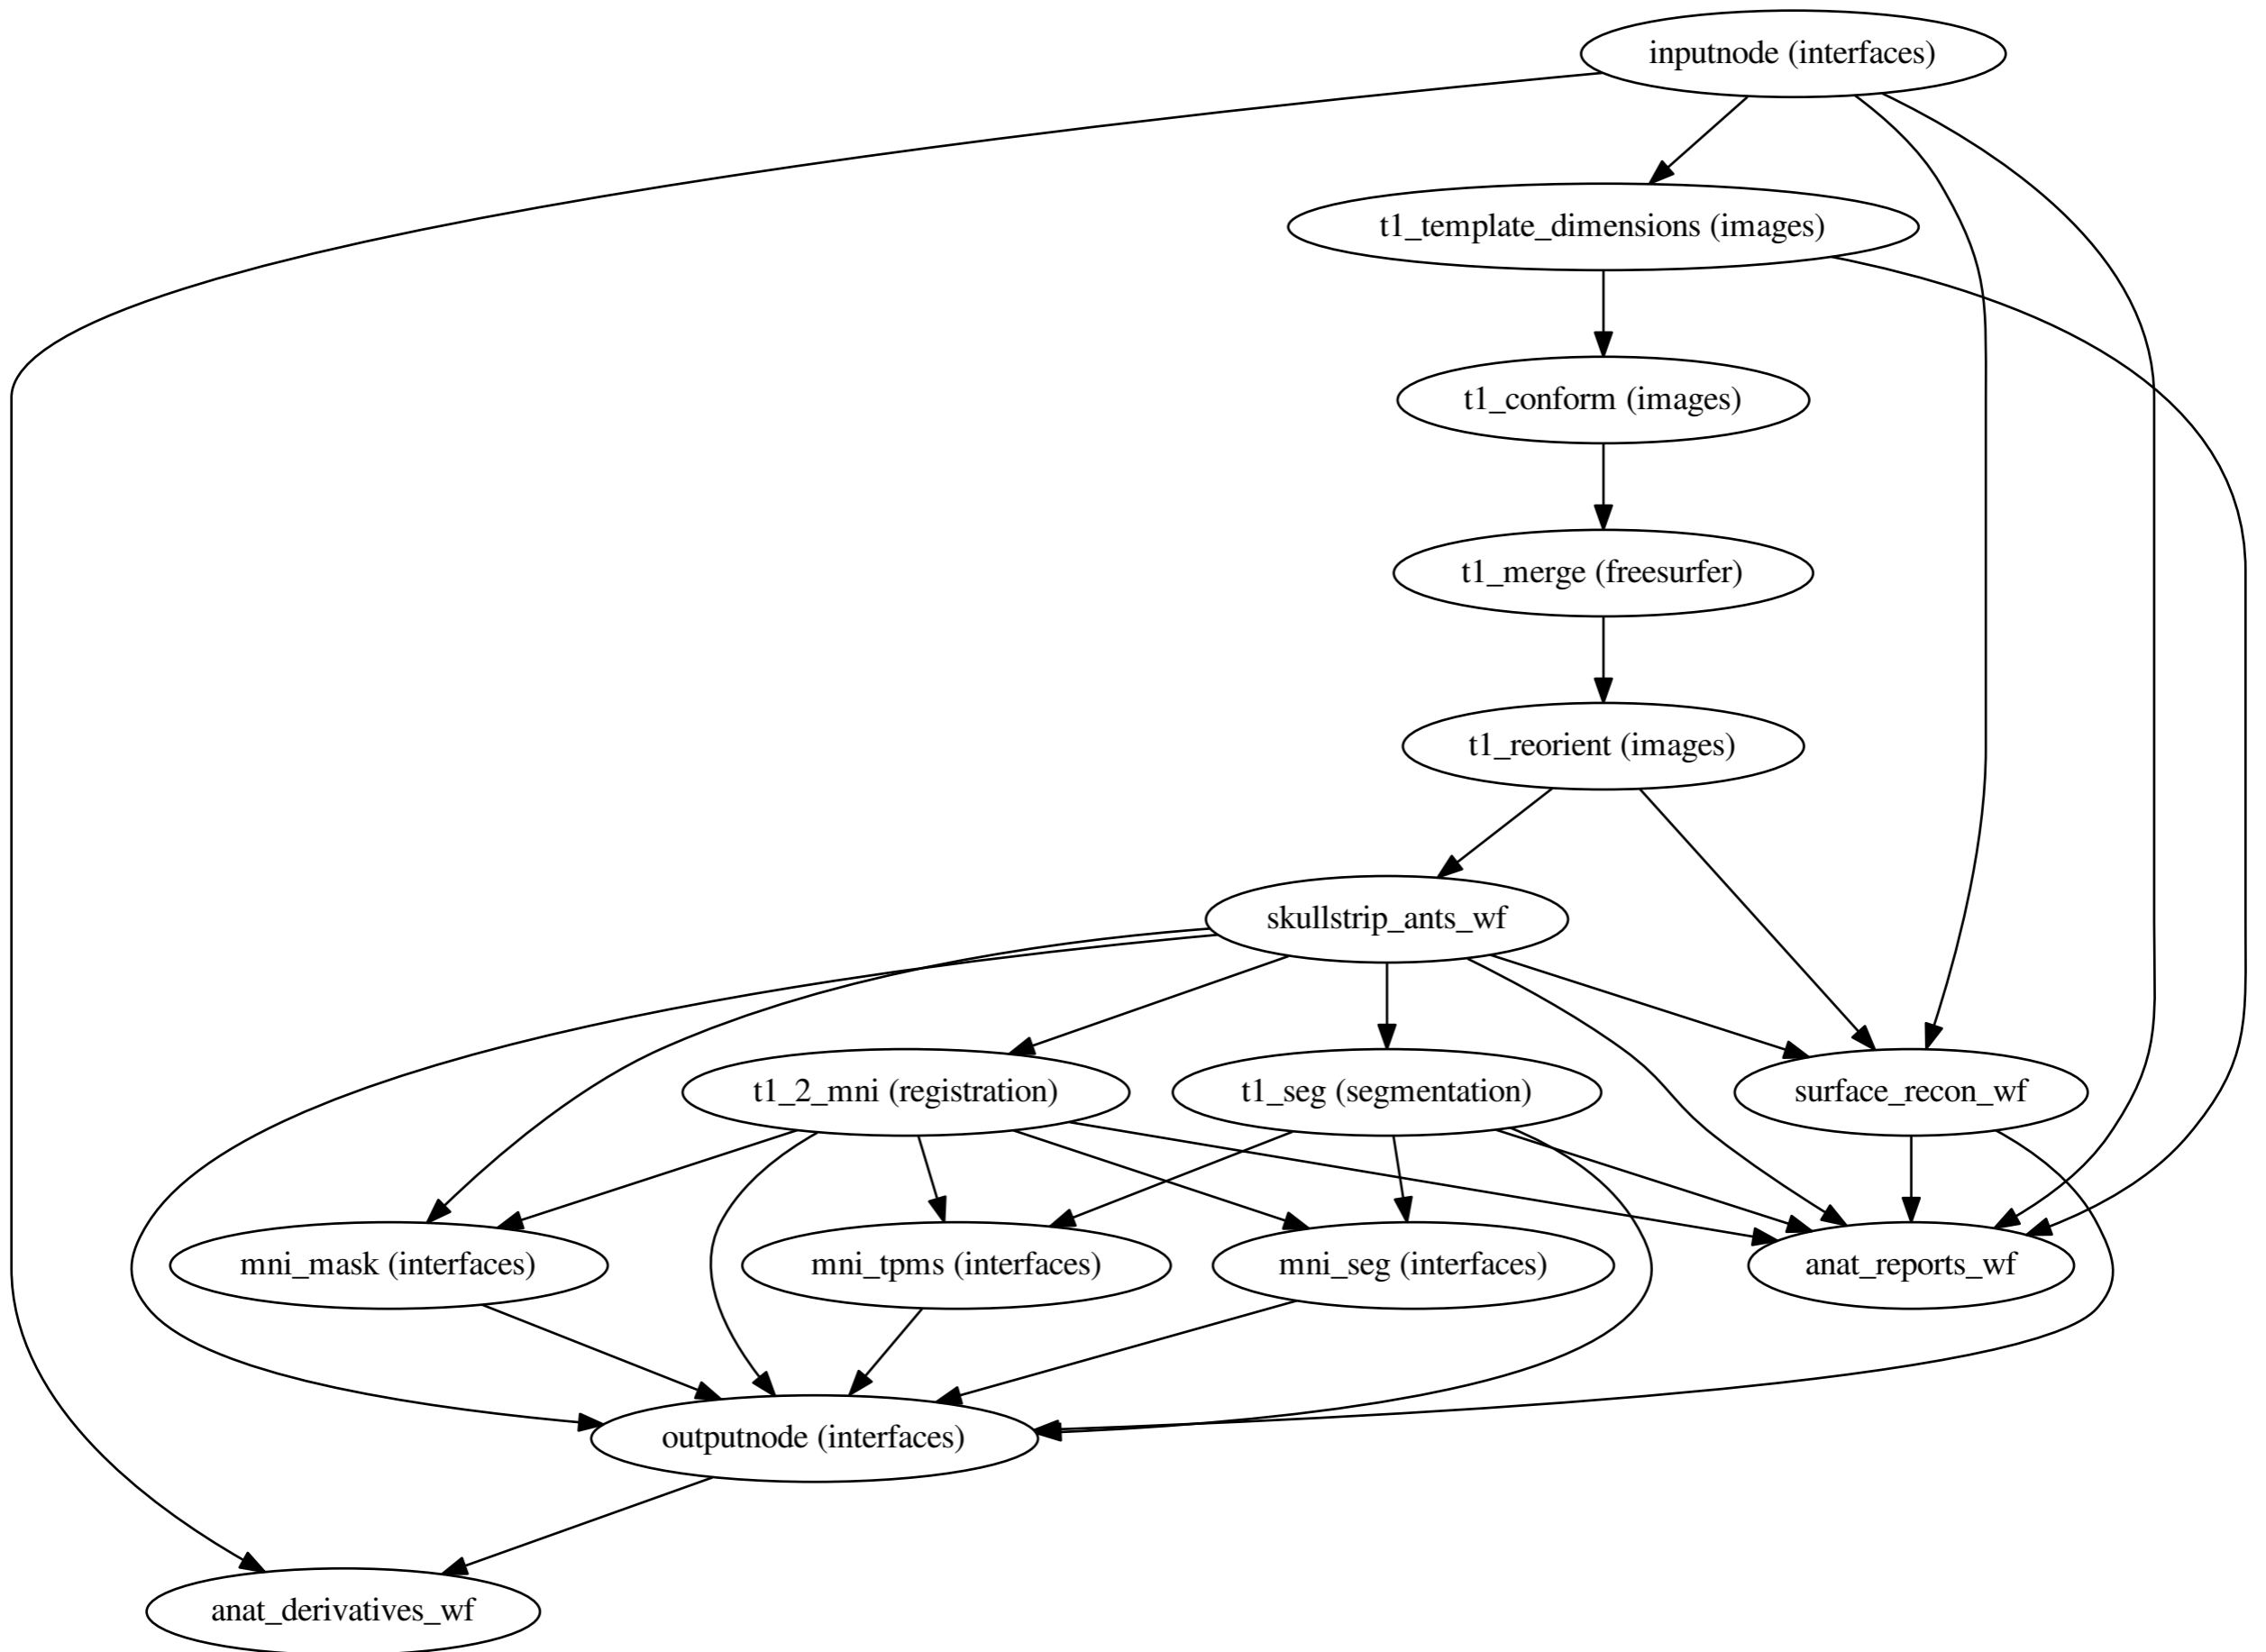 inputnode (interfaces)
t1_template_dimensions (images)
t1_conform (images)
t1_merge (freesurfer)
t1_reorient (images)
skullstrip_ants_wf
t1_2_mni (registration)
t1_seg (segmentation)
surface_recon_wf
mni_mask (interfaces)
mni_tpms (interfaces)
mni_seg (interfaces)
anat_reports_wf
outputnode (interfaces)
anat_derivatives_wf